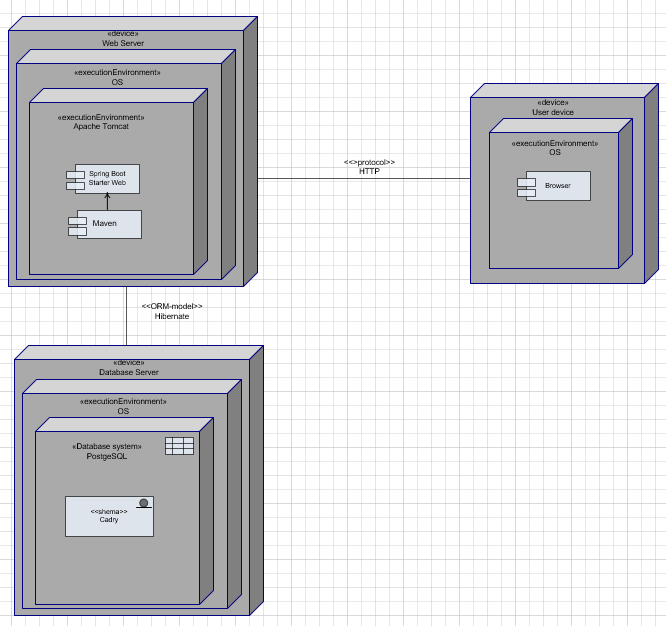 «device»
Web Server
«executionEnvironment»
OS
«executionEnvironment»
Apache Tomcat
Spring Boot
Starter Web
Maven
<<>protocol>>
HTTP
«device»
User device
«executionEnvironment»
OS
Browser
<<ORM-model>>
Hibernate
«device»
Database Server
«executionEnvironment»
OS
«Database system»
PostgeSQL
<<shema>>
Cadry